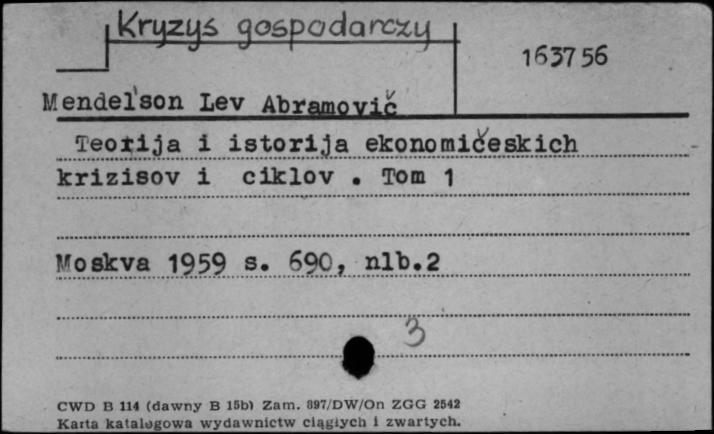 Kryzys gospodarczy
163756
Mendel'son Lev Abramovič
Teorija i istorija ekonomičeskich
krizisov i ciklov . Tom 1
Moskva 1959 s. 690, nlb.2
3
CWD B 114 (dawny B 15b) Zam. 897/DW/On ZGG 2542
Karta katalogowa wydawnictw ciągłych i zwartych.